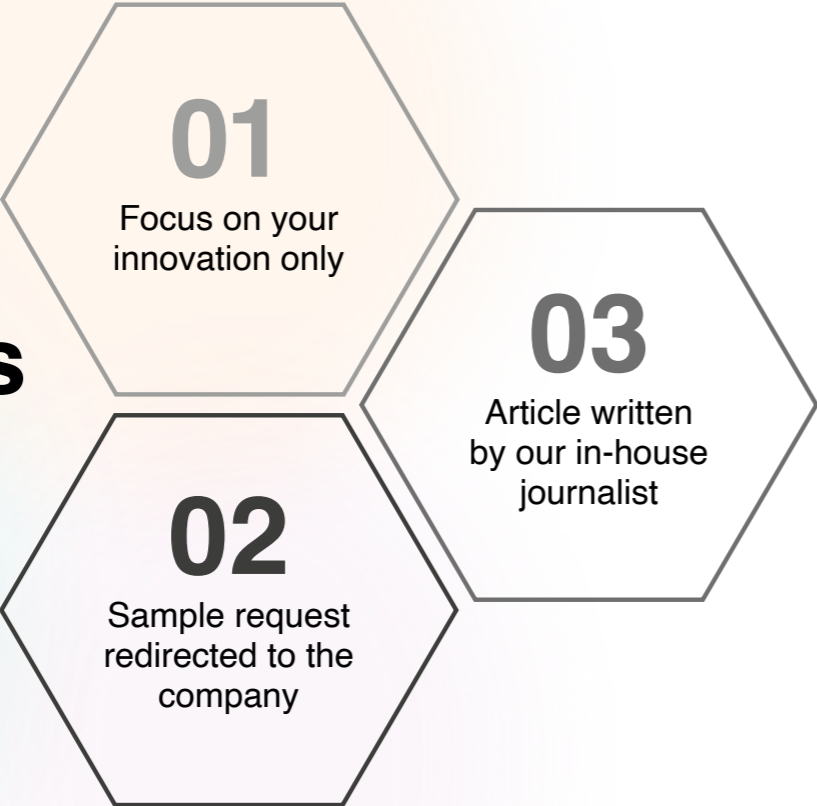 01
Focus on your
innovation only
s
02
Sample request
redirected to the
company
03
Article written
by our in-house
journalist